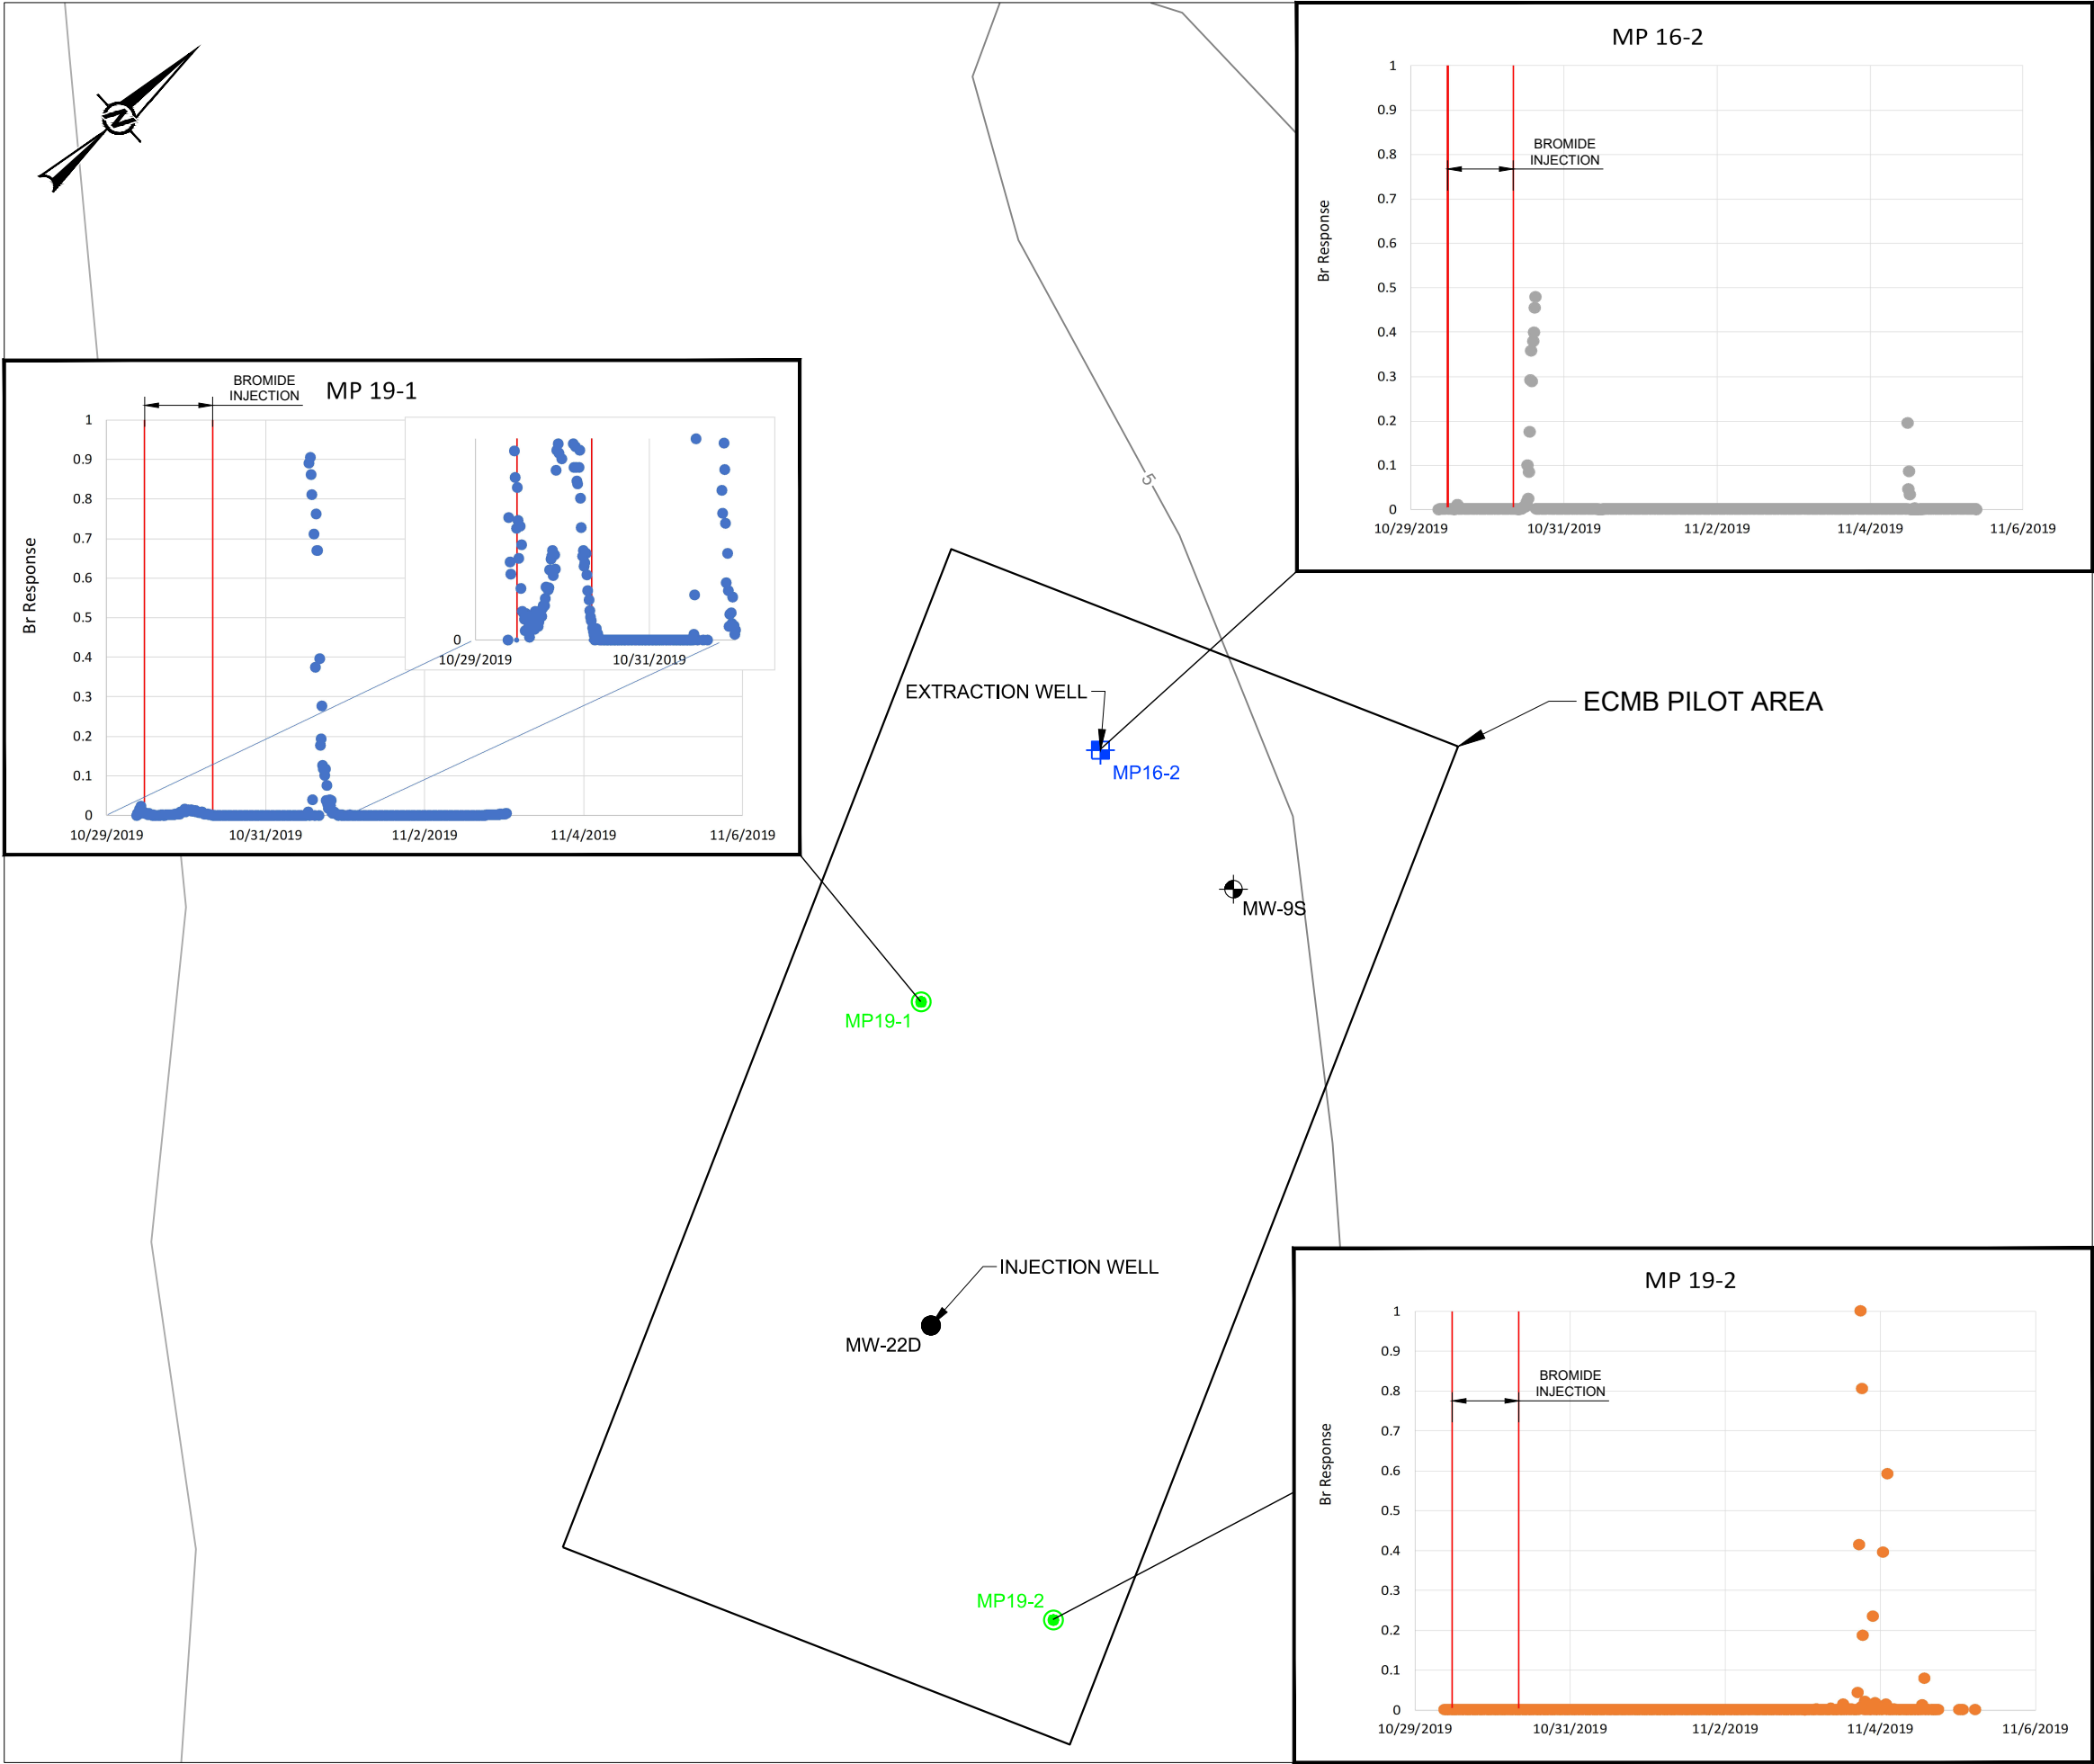 N
MP 16-2
1
0.9
0.8
0.7
0.6
0.5
0.4
0.3
0.2
0.1
0
Br Response
BROMIDE
INJECTION
10/29/2019
10/31/2019
11/2/2019
11/4/2019
11/6/2019
5
BROMIDE
INJECTION
MP 19-1
1
0.9
0.8
0.7
0.6
0.5
0.4
0.3
0.2
0.1
0
Br Response
0
10/29/2019
10/31/2019
10/29/2019
10/31/2019
11/2/2019
11/4/2019
11/6/2019
EXTRACTION WELL
MP16-2
ECMB PILOT AREA
MW-9S
MP19-1
INJECTION WELL
MW-22D
MP19-2
MP 19-2
1
0.9
0.8
0.7
0.6
0.5
0.4
0.3
0.2
0.1
0
Br Response
BROMIDE
INJECTION
10/29/2019
10/31/2019
11/2/2019
11/4/2019
11/6/2019